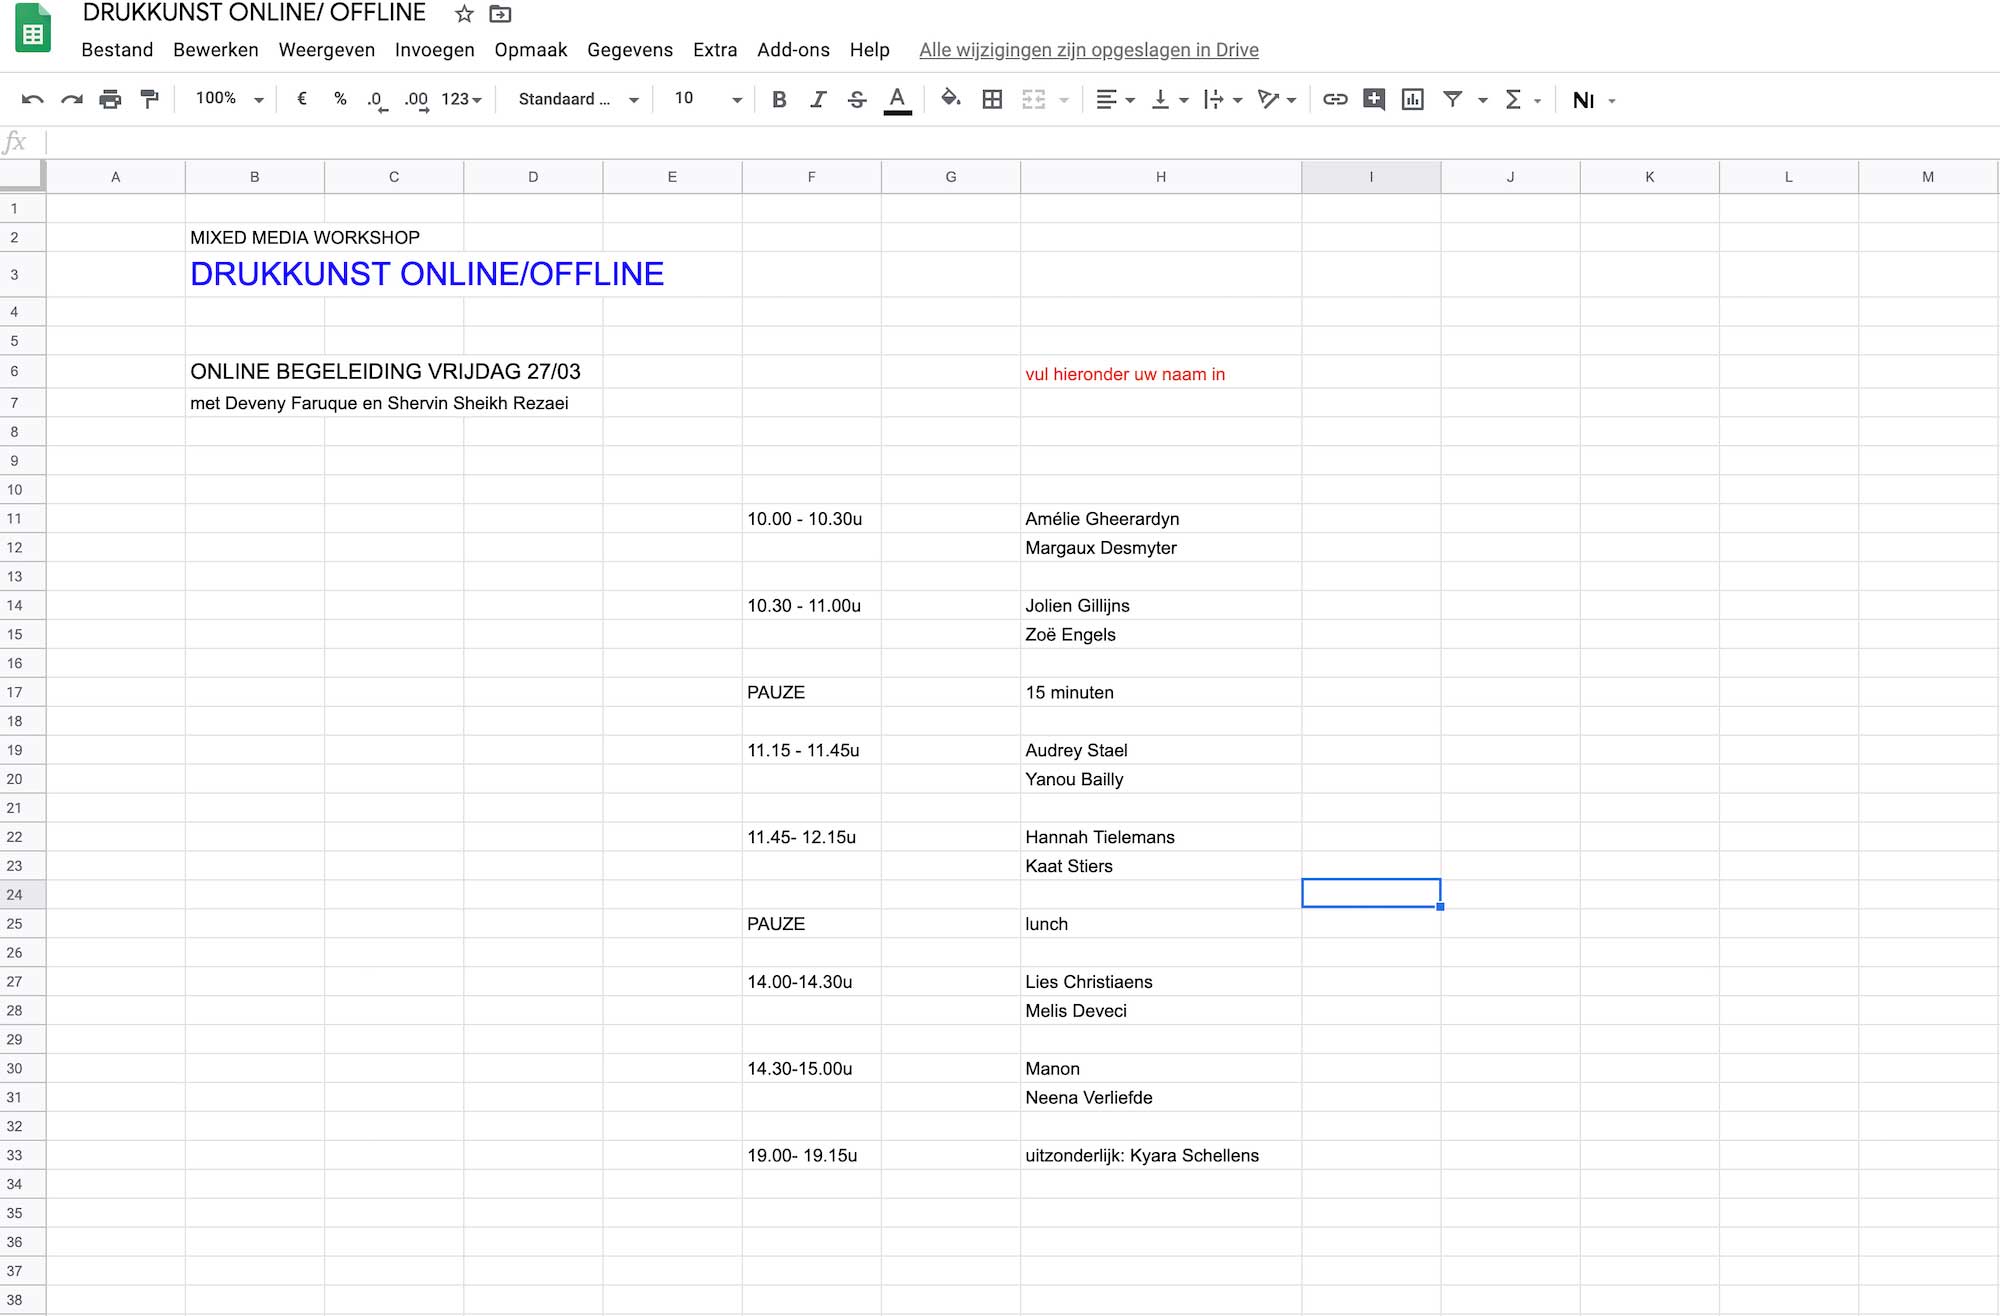 DRUKKUNST ONLINE/ OFFLINE
Bestand Bewerken Weergeven Invoegen Opmaak Gegevens Extra Add-ons Help Alle wijzigingen zijn opgeslagen in Drive
100% € % .0 .00 123 Standaard ... 10 B I S A Σ NI
fx
A B C D E F G H I J K L M
1
2 MIXED MEDIA WORKSHOP
3 DRUKKUNST ONLINE/OFFLINE
4
5
6 ONLINE BEGELEIDING VRIJDAG 27/03 vul hieronder uw naam in
7 met Deveny Faruque en Shervin Sheikh Rezaei
8
9
10
11 10.00 - 10.30u Amélie Gheerardyn
12 Margaux Desmyter
13
14 10.30 - 11.00u Jolien Gillijns
15 Zoë Engels
16
17 PAUZE 15 minuten
18
19 11.15 - 11.45u Audrey Stael
20 Yanou Bailly
21
22 11.45- 12.15u Hannah Tielemans
23 Kaat Stiers
24
25 PAUZE lunch
26
27 14.00-14.30u Lies Christiaens
28 Melis Deveci
29
30 14.30-15.00u Manon
31 Neena Verliefde
32
33 19.00- 19.15u uitzonderlijk: Kyara Schellens
34
35
36
37
38